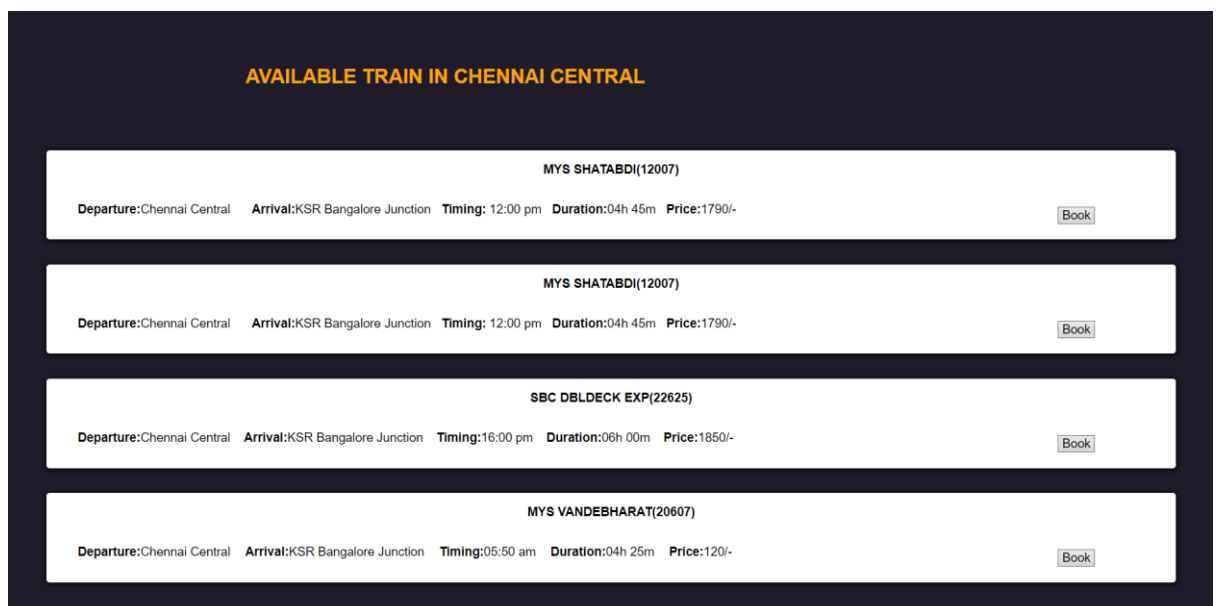 AVAILABLE TRAIN IN CHENNAI CENTRAL
MYS SHATABDI(12007)
Departure:Chennai Central Arrival:KSR Bangalore Junction Timing: 12:00 pm Duration:04h 45m Price:1790/-
Book
MYS SHATABDI(12007)
Departure:Chennai Central Arrival:KSR Bangalore Junction Timing: 12:00 pm Duration:04h 45m Price:1790/-
Book
SBC DBLDECK EXP(22625)
Departure:Chennai Central Arrival:KSR Bangalore Junction Timing:16:00 pm Duration:06h 00m Price:1850/-
Book
MYS VANDEBHARAT(20607)
Departure:Chennai Central Arrival:KSR Bangalore Junction Timing:05:50 am Duration:04h 25m Price:120/-
Book